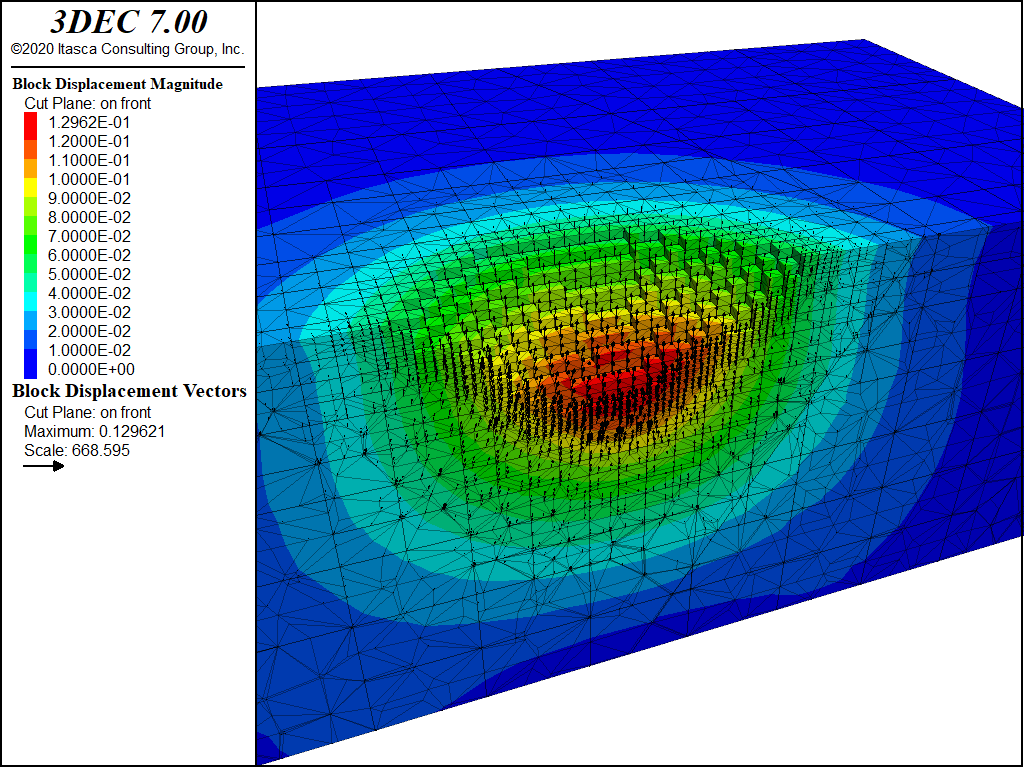 3DEC 7.00
©2020 Itasca Consulting Group, Inc.
Block Displacement Magnitude
Cut Plane: on front
1.2962E-01
1.2000E-01
1.1000E-01
1.0000E-01
9.0000E-02
8.0000E-02
7.0000E-02
6.0000E-02
5.0000E-02
4.0000E-02
3.0000E-02
2.0000E-02
1.0000E-02
0.0000E+00
Block Displacement Vectors
Cut Plane: on front
Maximum: 0.129621
Scale: 668.595